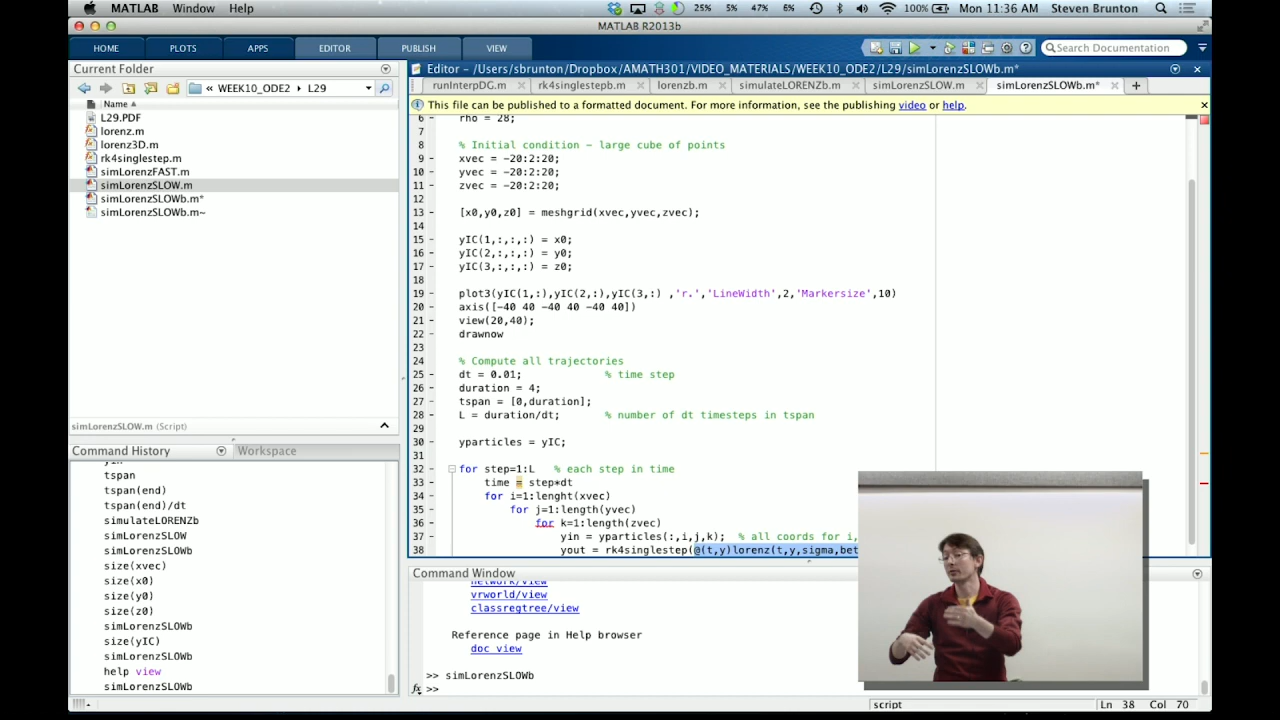 MATLAB Window Help 25% 5% 47% 6% 100% Mon 11:36 AM Steven Brunton
MATLAB R2013b
HOME PLOTS APPS EDITOR PUBLISH VIEW Search Documentation
Current Folder
« WEEK10_ODE2 ▸ L29
Name
L29.PDF
lorenz.m
lorenz3D.m
rk4singlestep.m
simLorenzFAST.m
simLorenzSLOW.m
simLorenzSLOWb.m*
simLorenzSLOWb.m~
simLorenzSLOW.m (Script)
Command History Workspace
yin
tspan
tspan(end)
tspan(end)/dt
simulateLORENZb
simLorenzSLOW
simLorenzSLOWb
size(xvec)
size(x0)
size(y0)
size(z0)
simLorenzSLOWb
size(yIC)
simLorenzSLOWb
help view
simLorenzSLOWb
Editor - /Users/sbrunton/Dropbox/AMATH301/VIDEO_MATERIALS/WEEK10_ODE2/L29/simLorenzSLOWb.m*
runInterpDG.m rk4singlestepb.m lorenzb.m simulateLORENZb.m simLorenzSLOW.m simLorenzSLOWb.m*
This file can be published to a formatted document. For more information, see the publishing video or help.
6 - rho = 28;
7
8 % Initial condition - large cube of points
9 - xvec = -20:2:20;
10 - yvec = -20:2:20;
11 - zvec = -20:2:20;
12
13 - [x0,y0,z0] = meshgrid(xvec,yvec,zvec);
14
15 - yIC(1,:,:,:) = x0;
16 - yIC(2,:,:,:) = y0;
17 - yIC(3,:,:,:) = z0;
18
19 - plot3(yIC(1,:),yIC(2,:),yIC(3,:) ,'r.','LineWidth',2,'Markersize',10)
20 - axis([-40 40 -40 40 -40 40])
21 - view(20,40);
22 - drawnow
23
24 % Compute all trajectories
25 - dt = 0.01; % time step
26 - duration = 4;
27 - tspan = [0,duration];
28 - L = duration/dt; % number of dt timesteps in tspan
29
30 - yparticles = yIC;
31
32 - for step=1:L % each step in time
33 - time = step*dt
34 - for i=1:lenght(xvec)
35 - for j=1:length(yvec)
36 - for k=1:length(zvec)
37 - yin = yparticles(:,i,j,k); % all coords for i,
38 - yout = rk4singlestep(@(t,y)lorenz(t,y,sigma,bet
Command Window
network/view
vrworld/view
classregtree/view
Reference page in Help browser
doc view
>> simLorenzSLOWb
fx >>
script Ln 38 Col 70